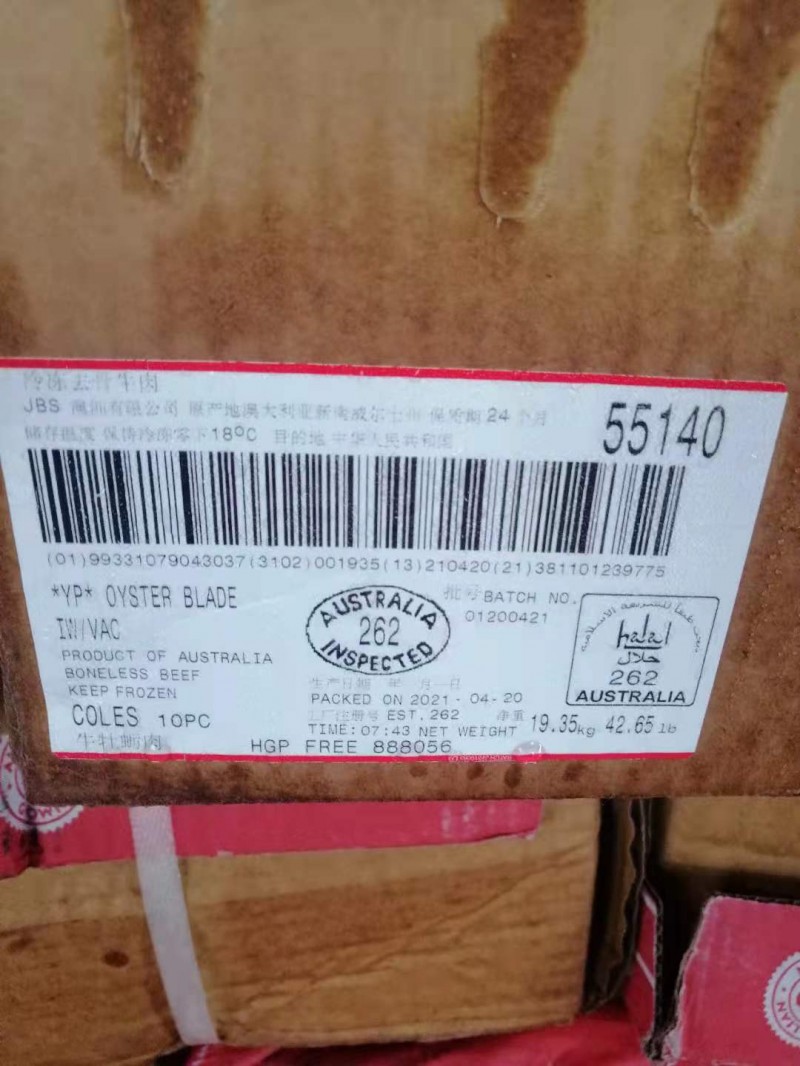 冷冻去骨牛肉
JBS 澳洲有限公司 原产地澳大利亚新南威尔士州 保质期 24 个月
储存温度 保持冷冻零下18ºC 目的地 中华人民共和国
55140
(01)99331079043037(3102)001935(13)210420(21)381101239775
*YP* OYSTER BLADE
IW/VAC
PRODUCT OF AUSTRALIA
BONELESS BEEF
KEEP FROZEN
COLES 10PC
牛牡蛎肉
AUSTRALIA
262
INSPECTED
批号 BATCH NO.
01200421
halal
حلال
262
AUSTRALIA
生产日期 年 月 日
PACKED ON 2021-04-20
工厂注册号 EST. 262 净重
TIME:07:43 NET WEIGHT 19.35kg 42.65 lb
HGP FREE 888056